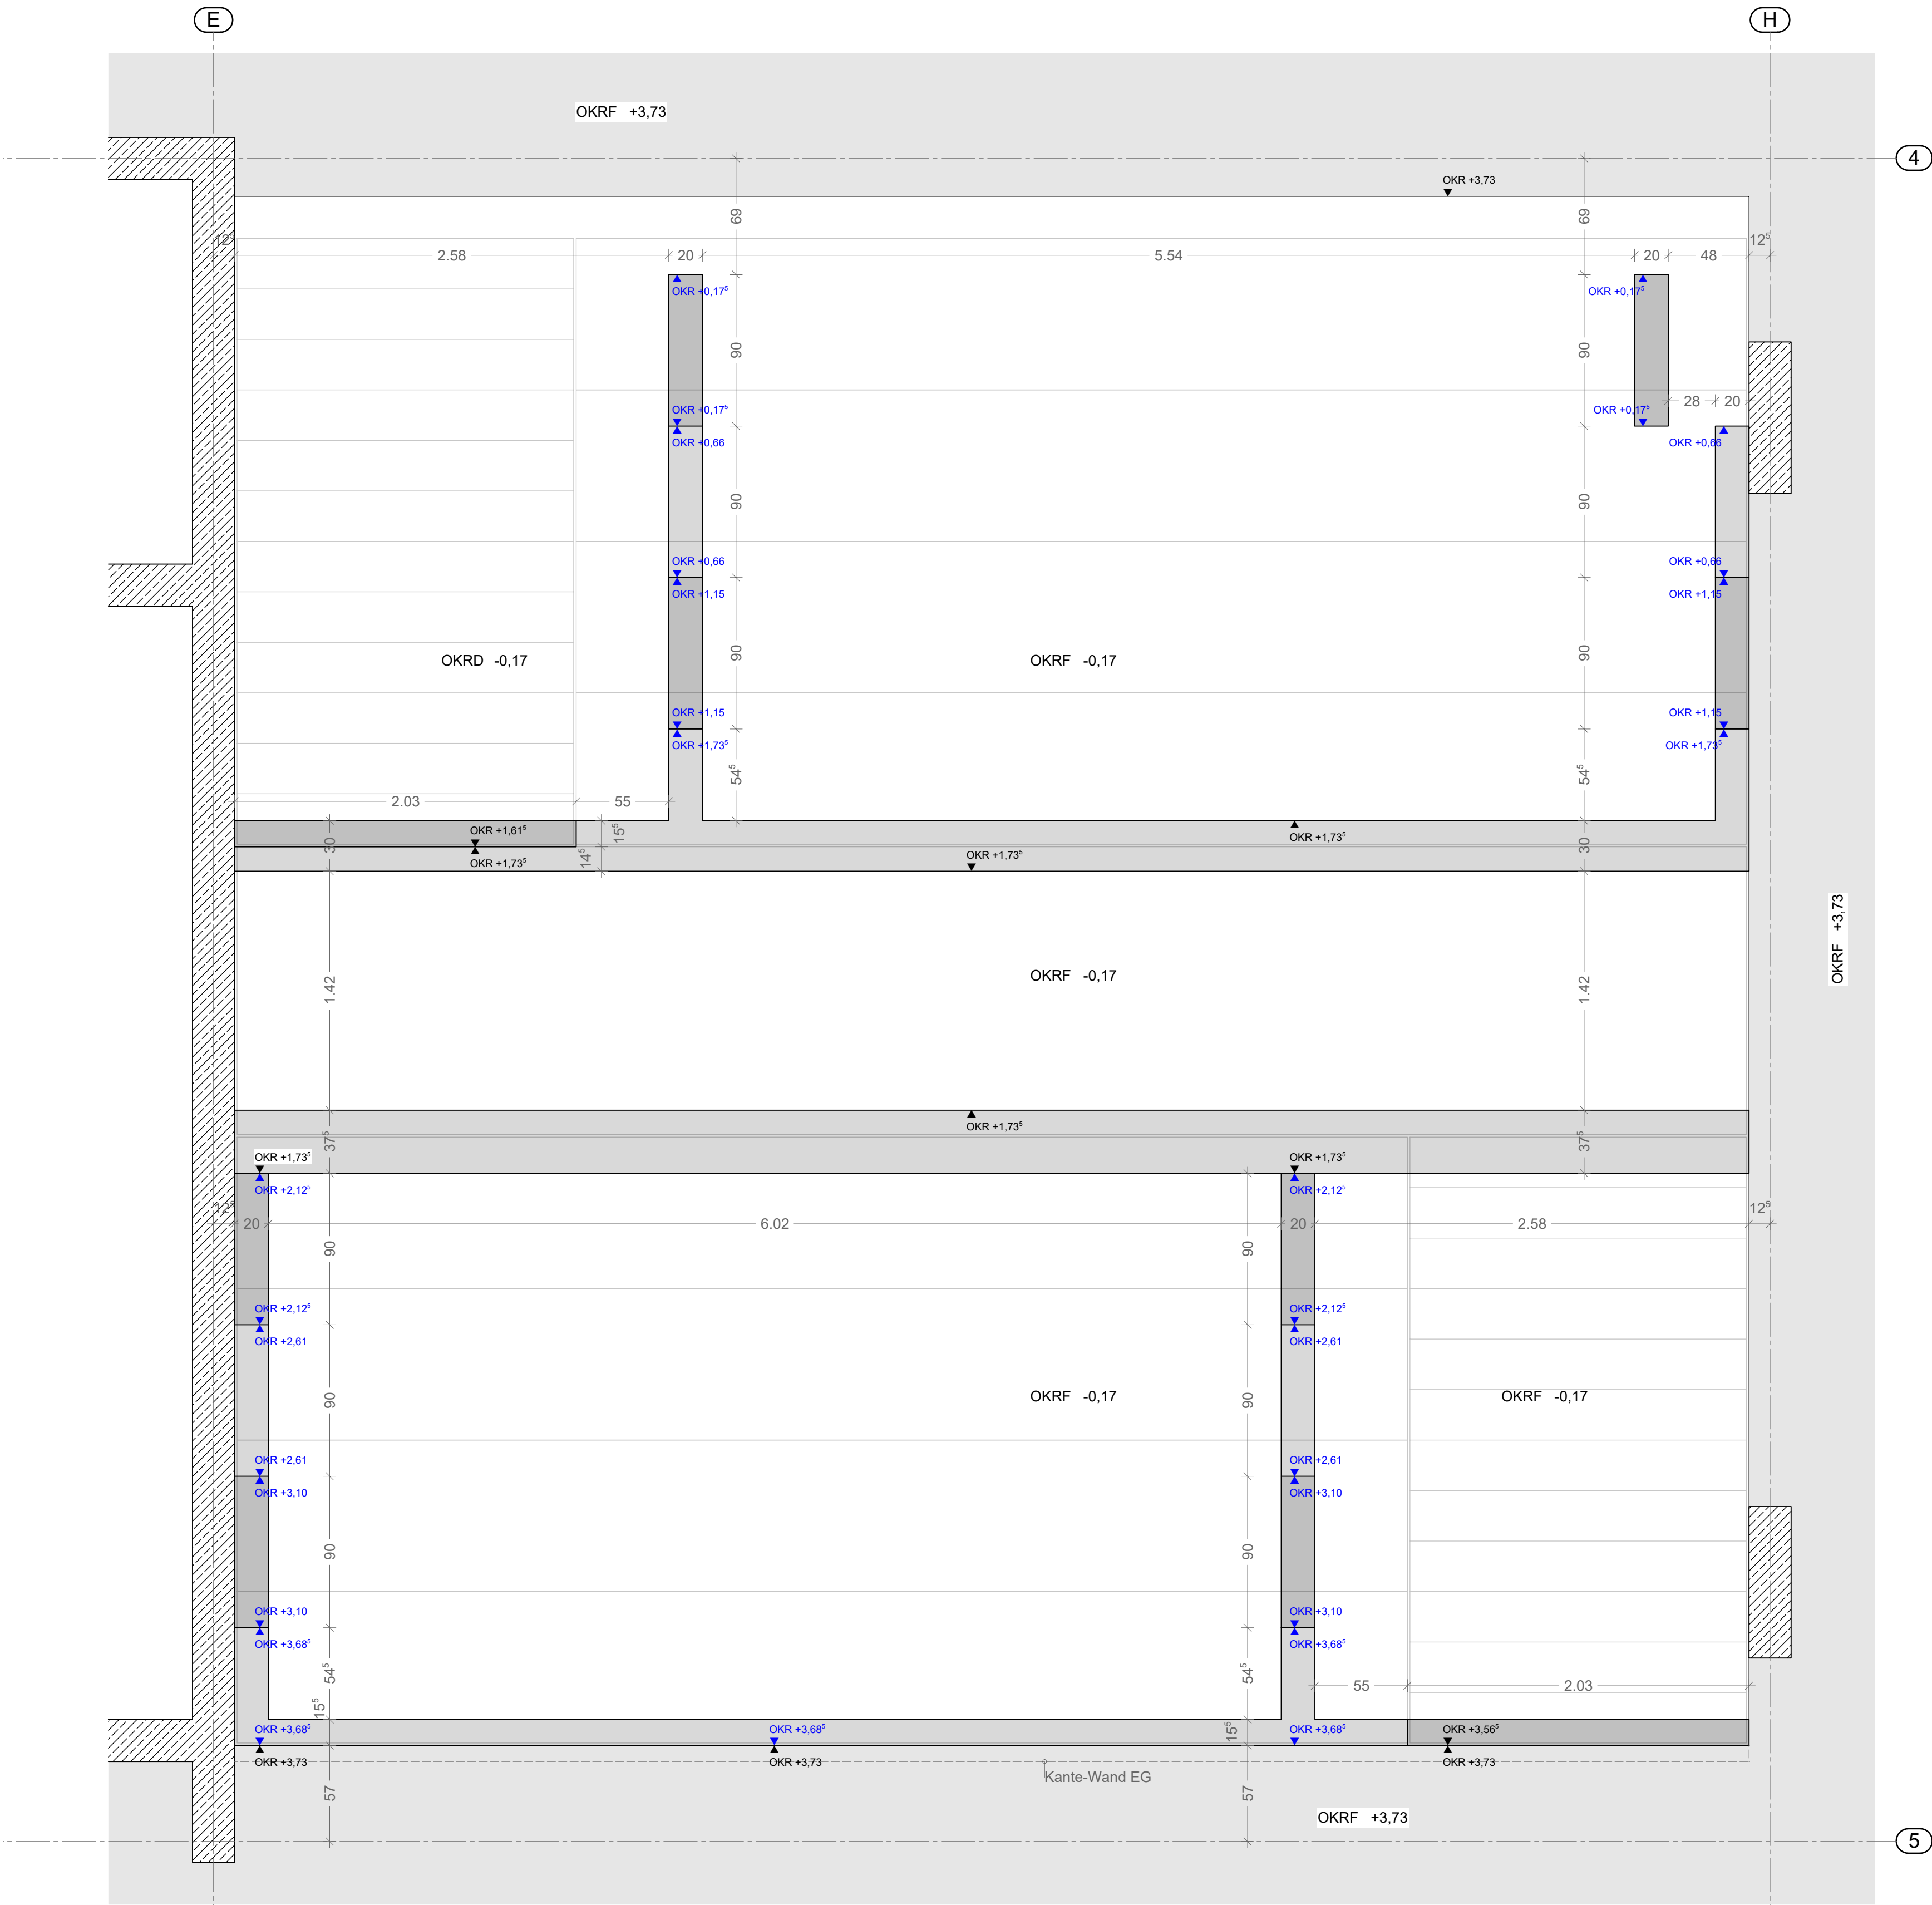 E
H
OKRF +3,73
4
OKR +3,73
69
69
12⁵
12⁵
2.58
20
5.54
20
48
OKR +0,17⁵
OKR +0,17⁵
90
90
28
20
OKR +0,17⁵
OKR +0,17⁵
OKR +0,66
OKR +0,66
90
90
OKR +0,66
OKR +0,66
OKR +1,15
OKR +1,15
90
90
OKRD -0,17
OKRF -0,17
OKR +1,15
OKR +1,15
OKR +1,73⁵
OKR +1,73⁵
54⁵
54⁵
2.03
55
OKR +1,61⁵
15⁵
OKR +1,73⁵
30
30
OKR +1,73⁵
14⁵
OKR +1,73⁵
OKRF +3,73
1.42
OKRF -0,17
1.42
OKR +1,73⁵
37⁵
37⁵
OKR +1,73⁵
OKR +1,73⁵
OKR +2,12⁵
OKR +2,12⁵
12⁵
12⁵
20
6.02
20
2.58
90
90
OKR +2,12⁵
OKR +2,12⁵
OKR +2,61
OKR +2,61
90
90
OKRF -0,17
OKRF -0,17
OKR +2,61
OKR +2,61
OKR +3,10
OKR +3,10
90
90
OKR +3,10
OKR +3,10
OKR +3,68⁵
OKR +3,68⁵
54⁵
54⁵
55
2.03
15⁵
15⁵
OKR +3,68⁵
OKR +3,68⁵
OKR +3,68⁵
OKR +3,56⁵
OKR +3,73
OKR +3,73
OKR +3,73
Kante-Wand EG
57
57
OKRF +3,73
5